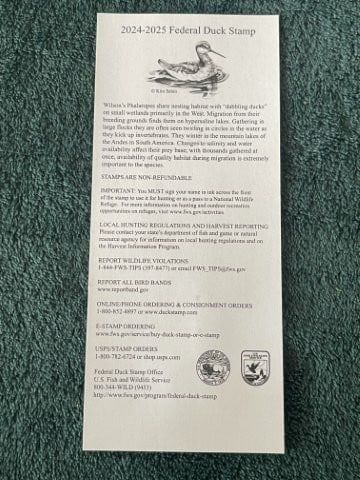 2024-2025 Federal Duck Stamp
"Wilson's Phalaropes share nesting habitat with "dabbling ducks"
on small wetlands primarily in the West. Migration from their
breeding grounds finds them on hypersaline lakes. Gathering in
large flocks they are often seen twirling in circles in the water as
they kick up invertebrates. They winter in the mountain lakes of
the Andes in South America. Changes to salinity and water
availability affect their prey base; with thousands gathered at
once, availability of quality habitat during migration is extremely
important to the species.
STAMPS ARE NON-REFUNDABLE
IMPORTANT: You MUST sign your name in ink across the front
of the stamp to use it for hunting or as a pass to a National Wildlife
Refuge. For more information on hunting and outdoor recreation
opportunities on refuges, visit www.fws.gov/activities.
LOCAL HUNTING REGULATIONS AND HARVEST REPORTING
Please contact your state's department of fish and game or natural
resource agency for information on local hunting regulations and on
the Harvest Information Program.
REPORT WILDLIFE VIOLATIONS
1-844-FWS-TIPS (397-8477) or email FWS_TIPS@fws.gov
REPORT ALL BIRD BANDS
www.reportband.gov
ONLINE/PHONE ORDERING & CONSIGNMENT ORDERS
1-800-852-4897 or www.duckstamp.com
E-STAMP ORDERING
www.fws.gov/service/buy-duck-stamp-or-e-stamp
USPS/STAMP ORDERS
1-800-782-6724 or shop.usps.com
Federal Duck Stamp Office
U.S. Fish and Wildlife Service
800-344-WILD (9453)
http://www.fws.gov/program/federal-duck-stamp